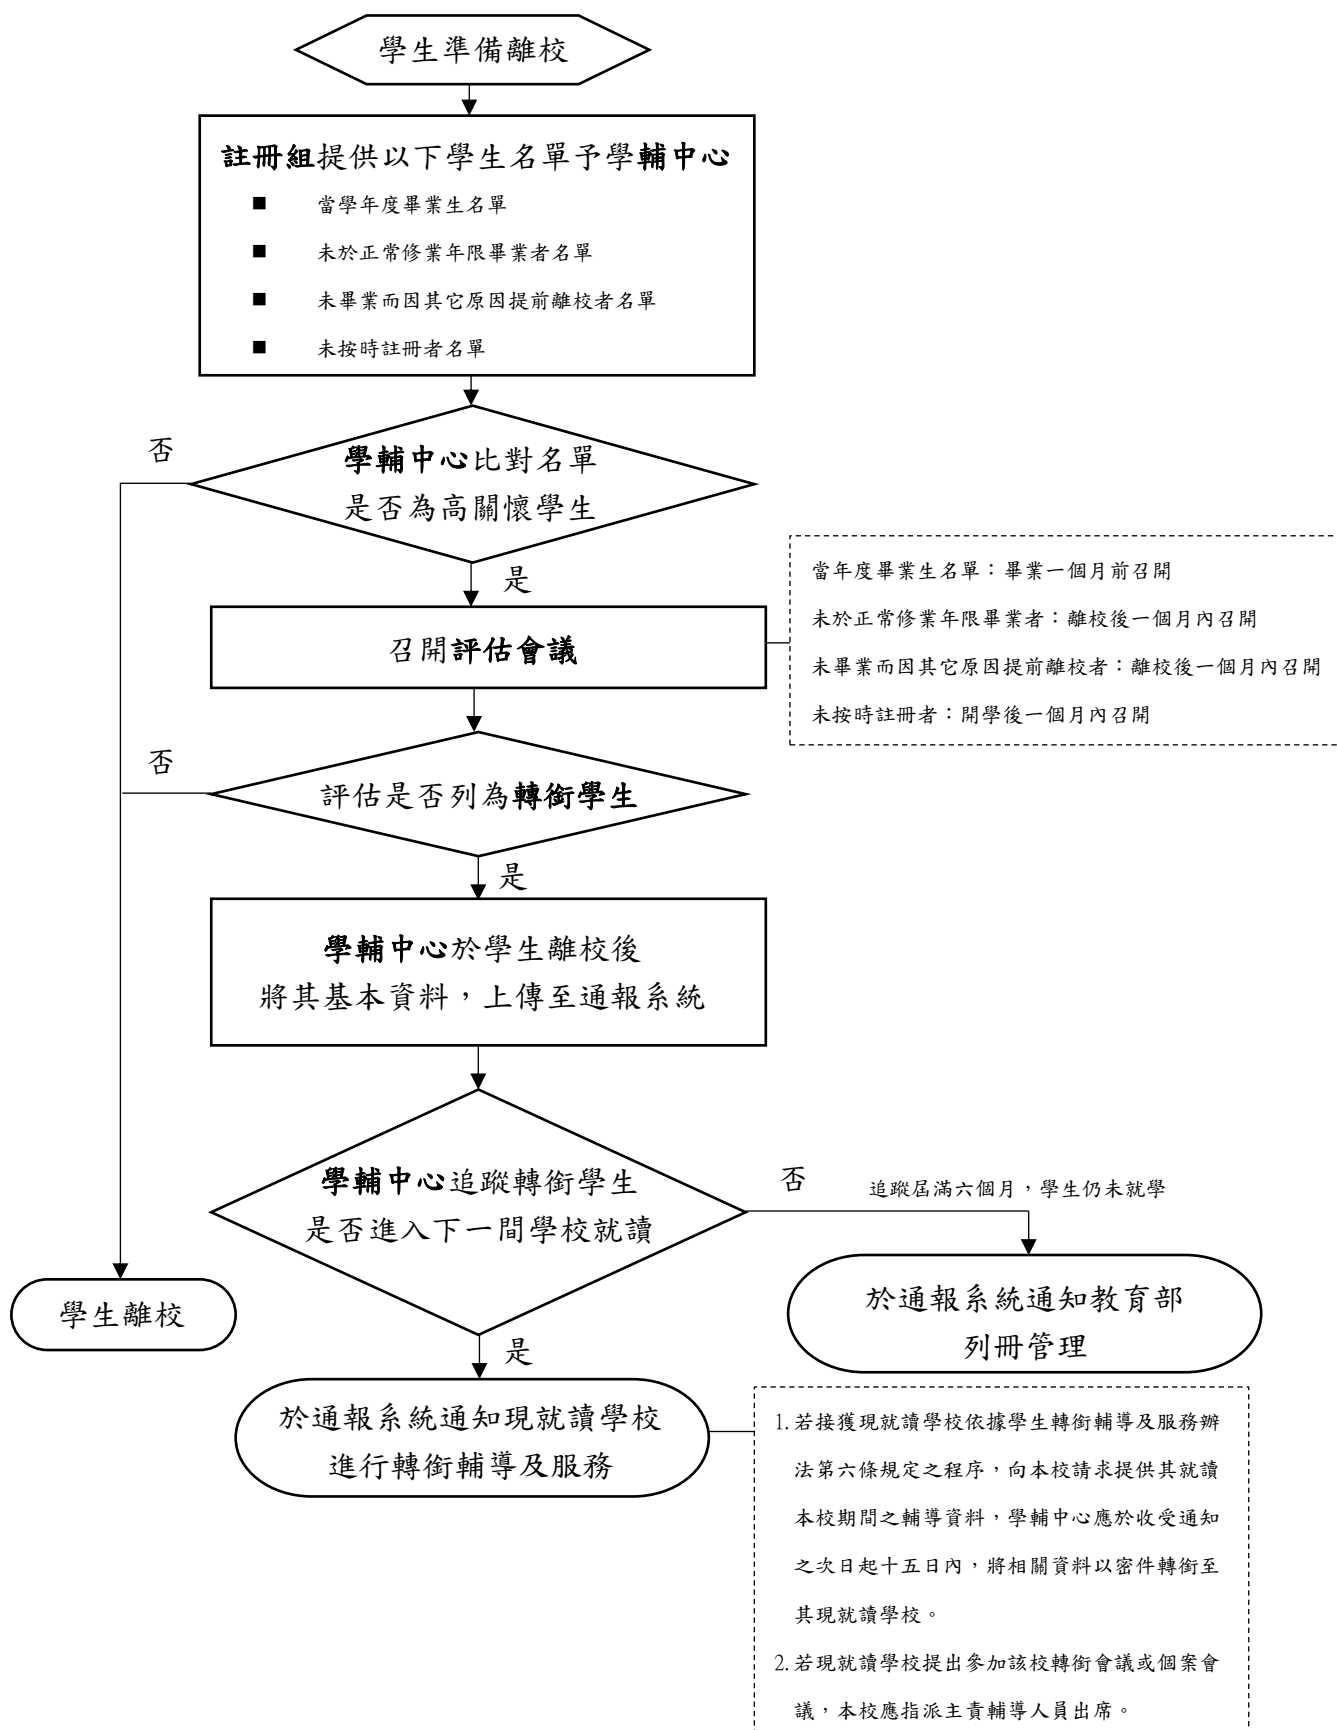 學生準備離校
註冊組提供以下學生名單予學輔中心
■ 當學年度畢業生名單
■ 未於正常修業年限畢業者名單
■ 未畢業而因其它原因提前離校者名單
■ 未按時註冊者名單
否
學輔中心比對名單
是否為高關懷學生
是
當年度畢業生名單：畢業一個月前召開
未於正常修業年限畢業者：離校後一個月內召開
未畢業而因其它原因提前離校者：離校後一個月內召開
未按時註冊者：開學後一個月內召開
召開評估會議
否
評估是否列為轉銜學生
是
學輔中心於學生離校後
將其基本資料，上傳至通報系統
學輔中心追蹤轉銜學生
是否進入下一間學校就讀
否
追蹤屆滿六個月，學生仍未就學
學生離校
於通報系統通知教育部
列冊管理
是
於通報系統通知現就讀學校
進行轉銜輔導及服務
1. 若接獲現就讀學校依據學生轉銜輔導及服務辦
法第六條規定之程序，向本校請求提供其就讀
本校期間之輔導資料，學輔中心應於收受通知
之次日起十五日內，將相關資料以密件轉銜至
其現就讀學校。
2. 若現就讀學校提出參加該校轉銜會議或個案會
議，本校應指派主責輔導人員出席。